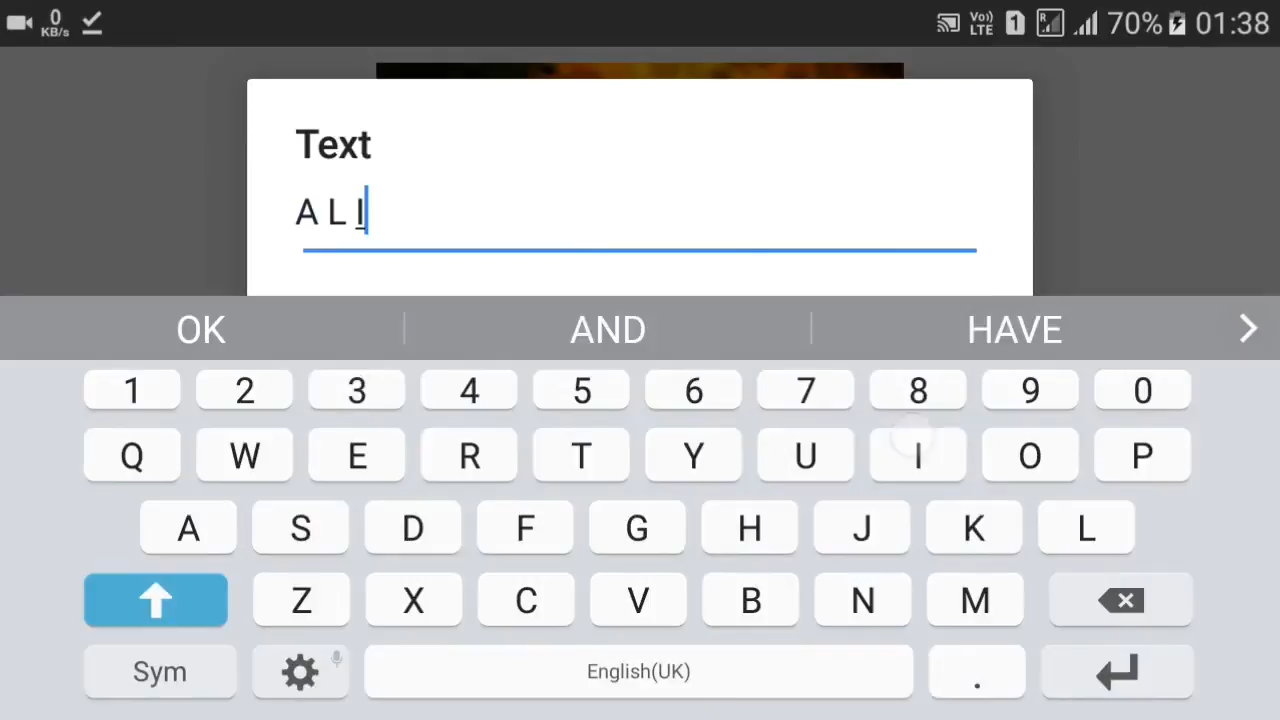 0
KB/s
Vo)) LTE 1 R 70% 01:38
Text
A L I
OK AND HAVE
1 2 3 4 5 6 7 8 9 0
Q W E R T Y U I O P
A S D F G H J K L
Z X C V B N M
Sym English(UK) .